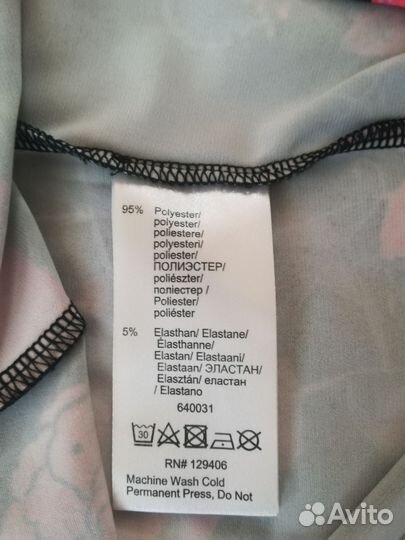 95% Polyester/
polyester/
poliestere/
polyesteri/
poliester/
ПОЛИЭСТЕР/
poliészter/
поліестер /
Poliester/
poliéster
5% Elasthan/ Elastane/
Élasthanne/
Elastan/ Elastaani/
Elastaan/ ЭЛАСТАН/
Elasztán/ еластан
/ Elastano
640031
30
RN# 129406
Machine Wash Cold
Permanent Press, Do Not
Avito